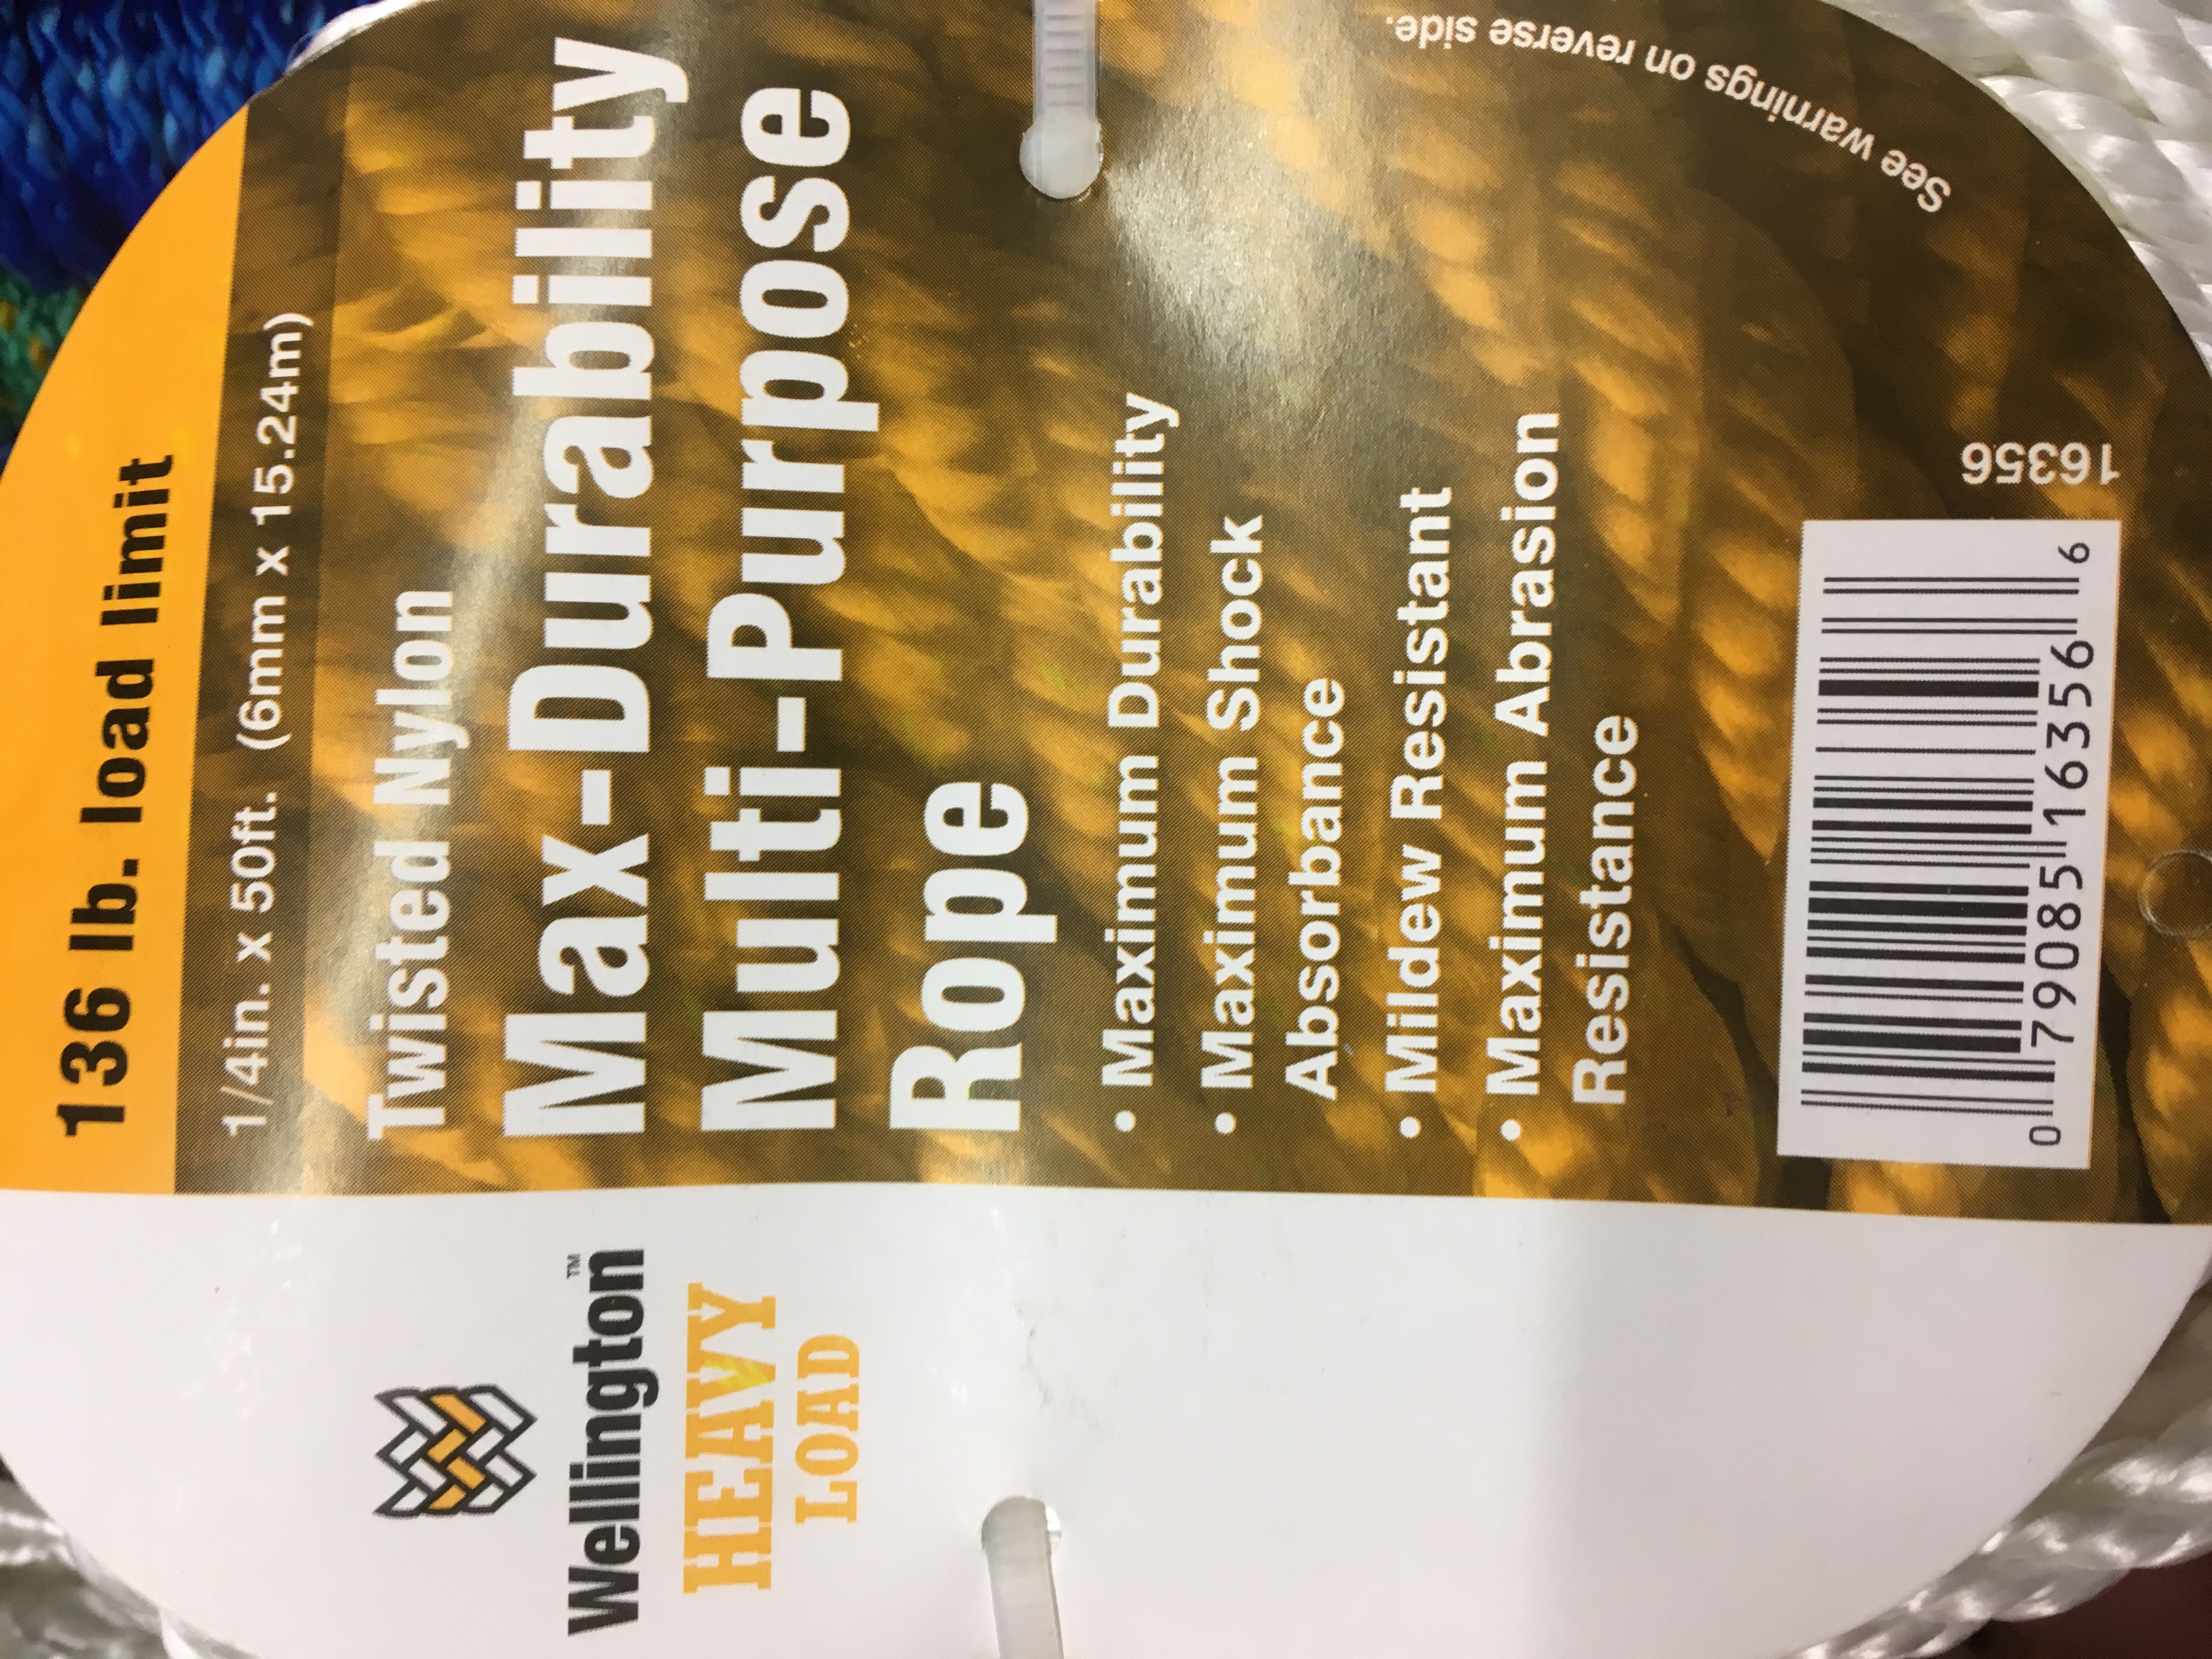 Wellington™
HEAVY
LOAD
136 lb. load limit
1/4in. x 50ft. (6mm x 15.24m)
Twisted Nylon
Max-Durability
Multi-Purpose
Rope
• Maximum Durability
• Maximum Shock
Absorbance
• Mildew Resistant
• Maximum Abrasion
Resistance
0 79085 16356 6
16356
See warnings on reverse side.